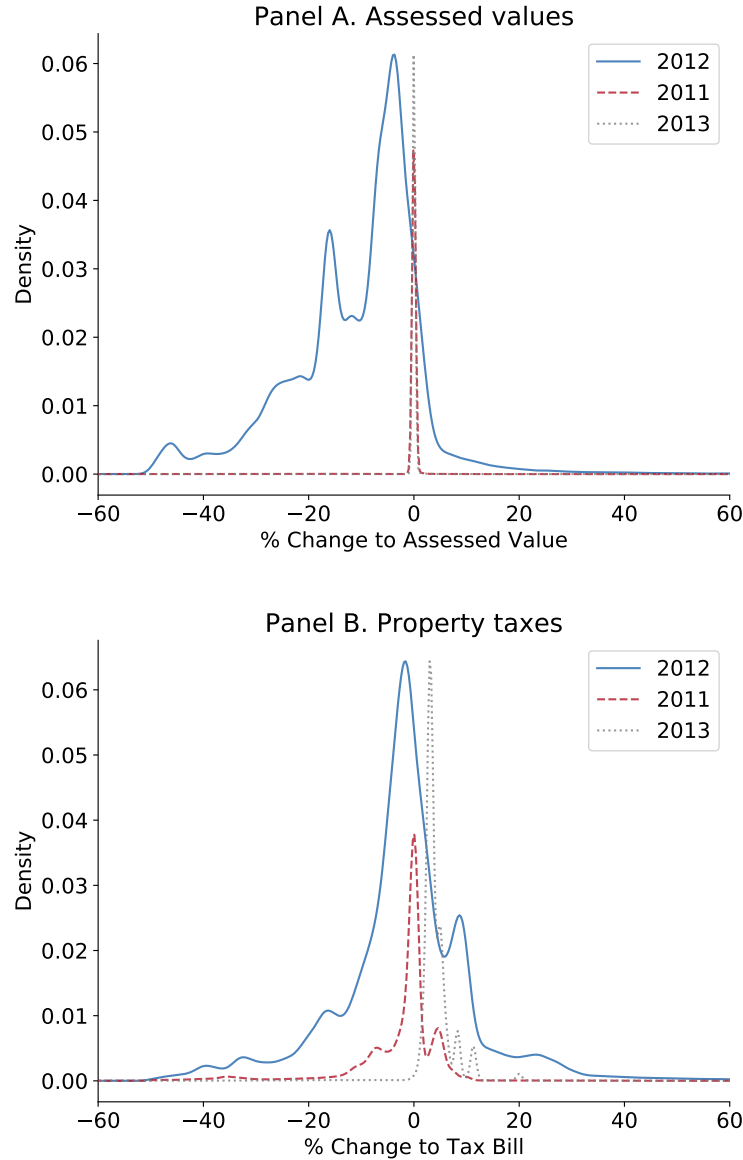 Panel A. Assessed values
2012
2011
2013
Density
0.06
0.05
0.04
0.03
0.02
0.01
0.00
−60 −40 −20 0 20 40 60
% Change to Assessed Value
Panel B. Property taxes
2012
2011
2013
Density
0.06
0.05
0.04
0.03
0.02
0.01
0.00
−60 −40 −20 0 20 40 60
% Change to Tax Bill